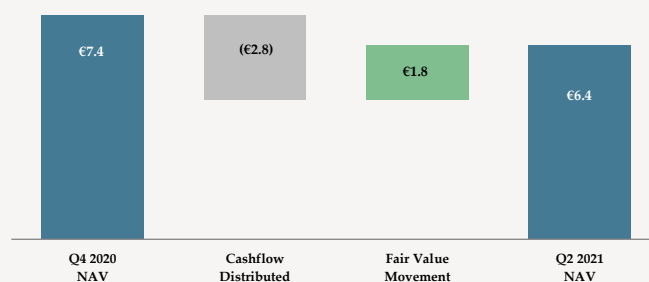 €7.4
(€2.8)
€1.8
€6.4
Q4 2020
NAV
Cashflow
Distributed
Fair Value
Movement
Q2 2021
NAV